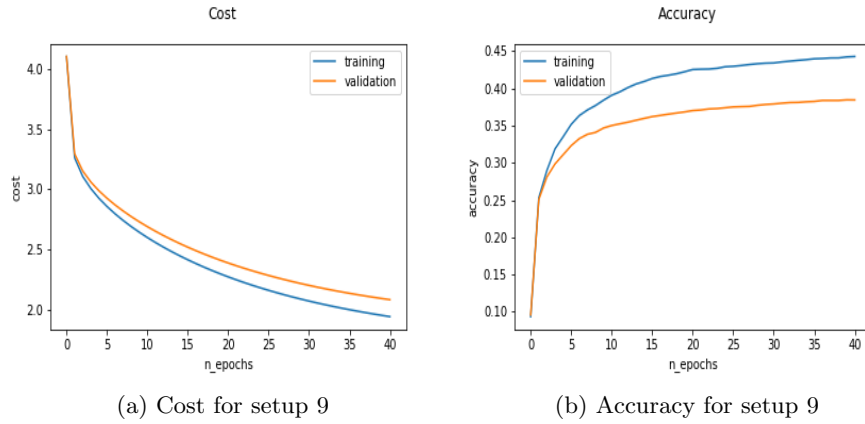 Cost
4.0
3.5
3.0
2.5
2.0
cost
0 5 10 15 20 25 30 35 40
n_epochs
training
validation
(a) Cost for setup 9
Accuracy
0.45
0.40
0.35
0.30
0.25
0.20
0.15
0.10
accuracy
0 5 10 15 20 25 30 35 40
n_epochs
training
validation
(b) Accuracy for setup 9